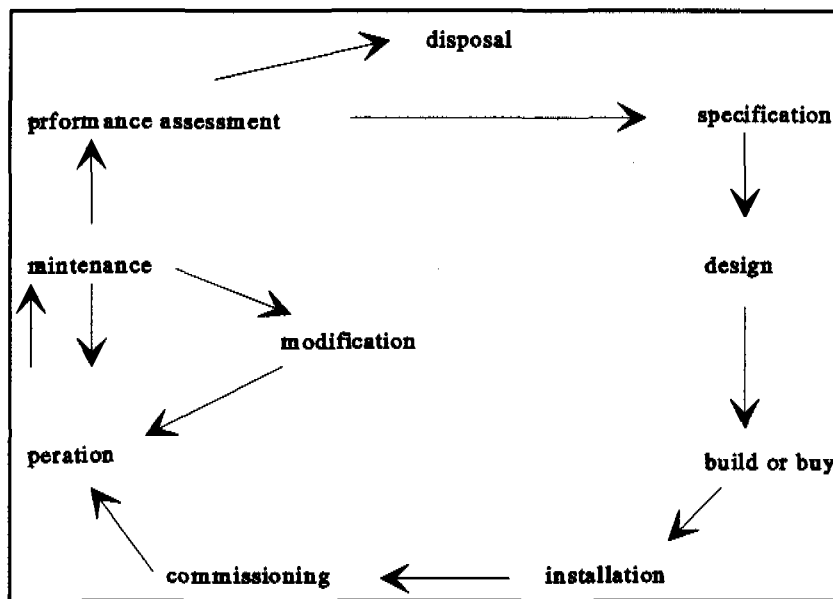 disposal
prformance assessment
specification
mintenance
design
modification
peration
build or buy
commissioning
installation